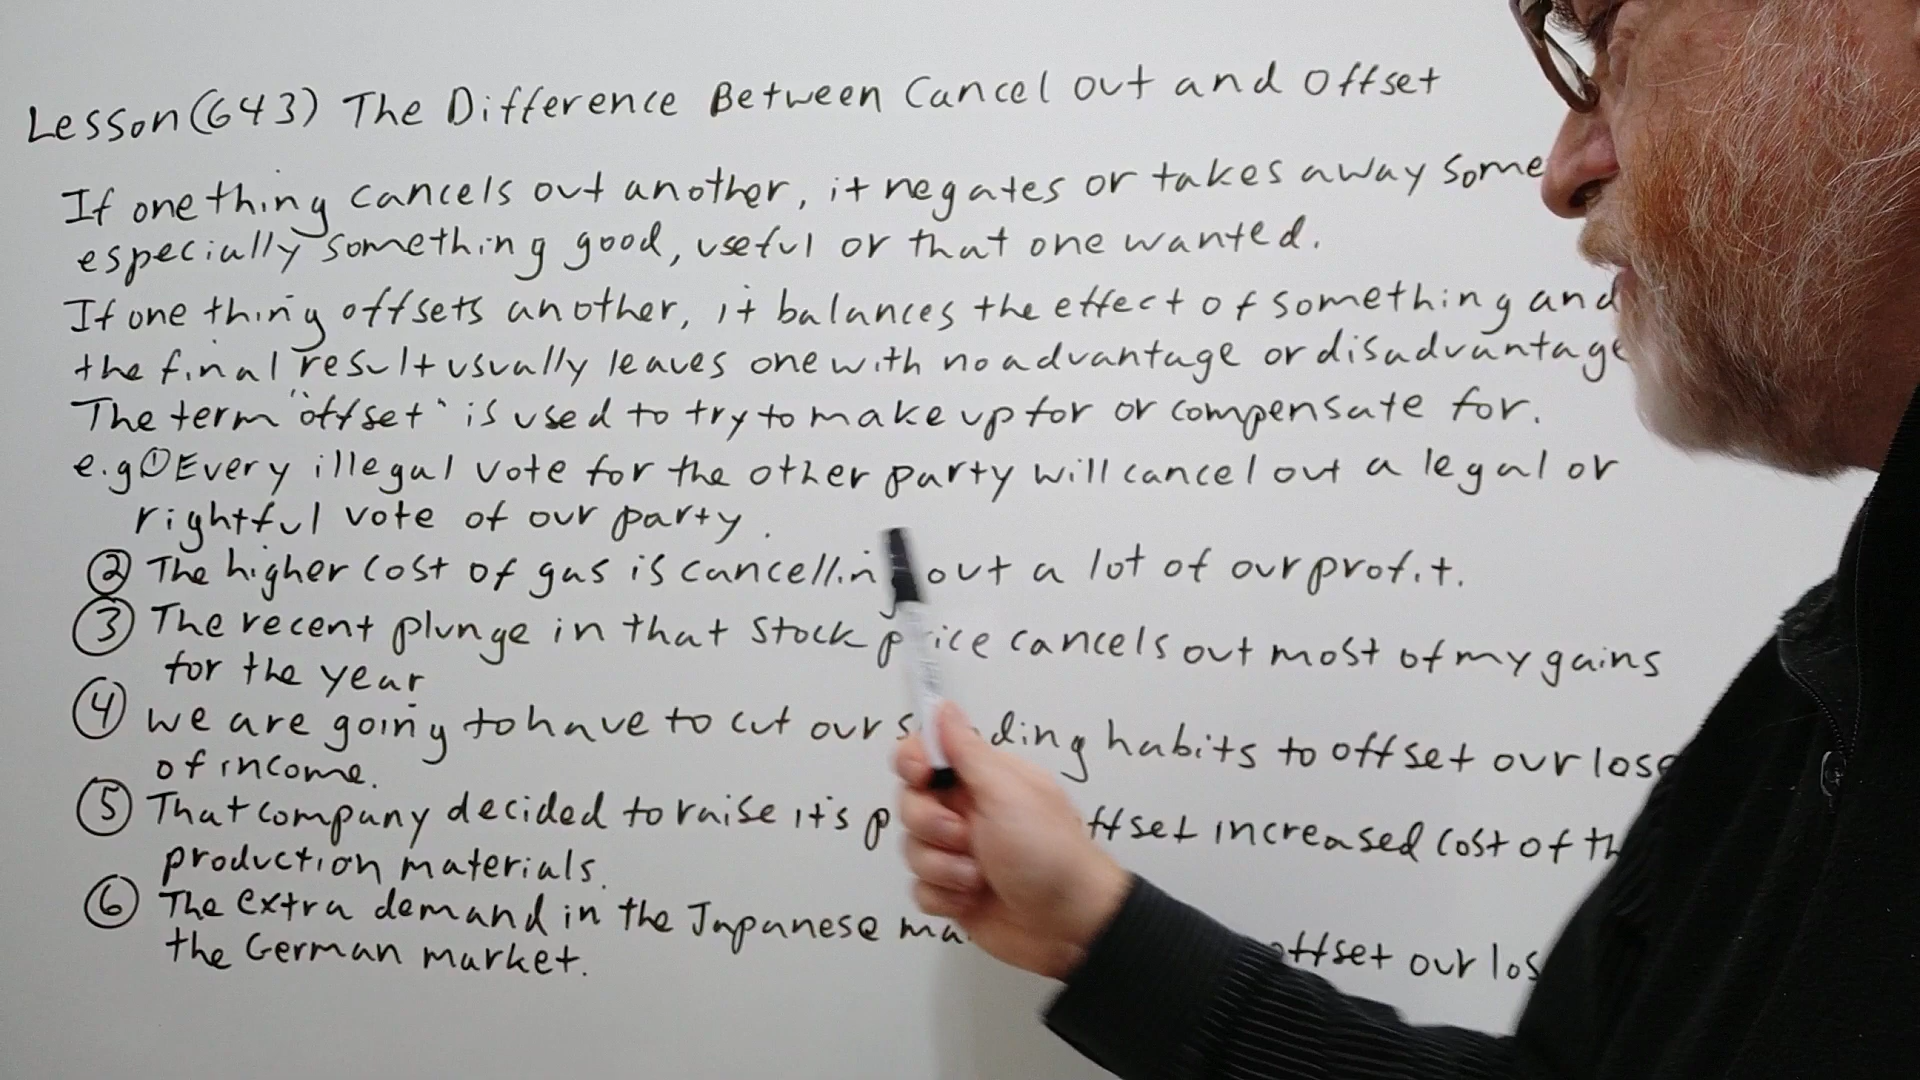 Lesson(643) The Difference Between Cancel out and Offset
If one thing cancels out another, it negates or takes away some
especially something good, useful or that one wanted.
If one thing offsets another, it balances the effect of something and
the final result usually leaves one with no advantage or disadvantage
The term "offset" is used to try to make up for or compensate for.
e.g ① Every illegal vote for the other party will cancel out a legal or
rightful vote of our party.
② The higher cost of gas is cancelling out a lot of our profit.
③ The recent plunge in that stock price cancels out most of my gains
for the year
④ we are going to have to cut our habits to offset our
of income.
⑤ That company decided to raise it's increased cost of
production materials.
⑥ The extra demand in the Japanese offset our
the German market.